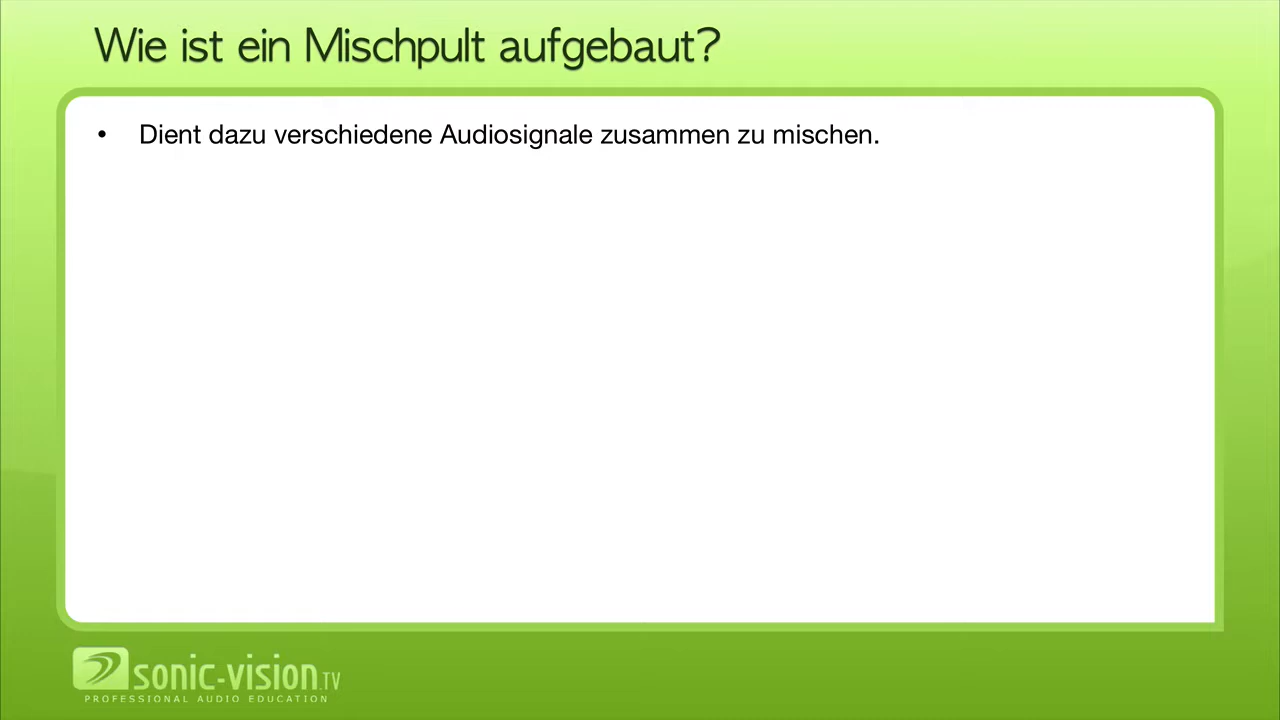 Wie ist ein Mischpult aufgebaut?
• Dient dazu verschiedene Audiosignale zusammen zu mischen.
sonic-vision.TV
PROFESSIONAL AUDIO EDUCATION